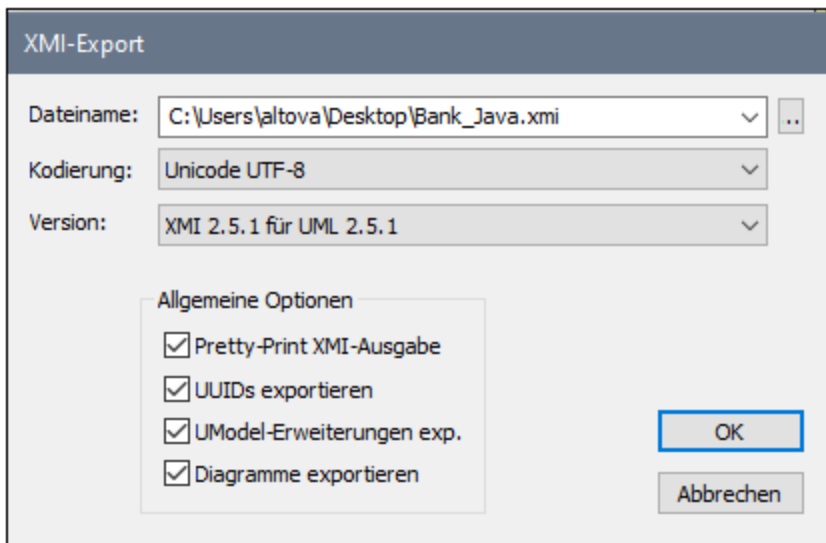 XMI-Export
Dateiname: C:\Users\altova\Desktop\Bank_Java.xmi ..
Kodierung: Unicode UTF-8
Version: XMI 2.5.1 für UML 2.5.1
Allgemeine Optionen
Pretty-Print XMI-Ausgabe
UUIDs exportieren
UModel-Erweiterungen exp.
Diagramme exportieren
OK
Abbrechen